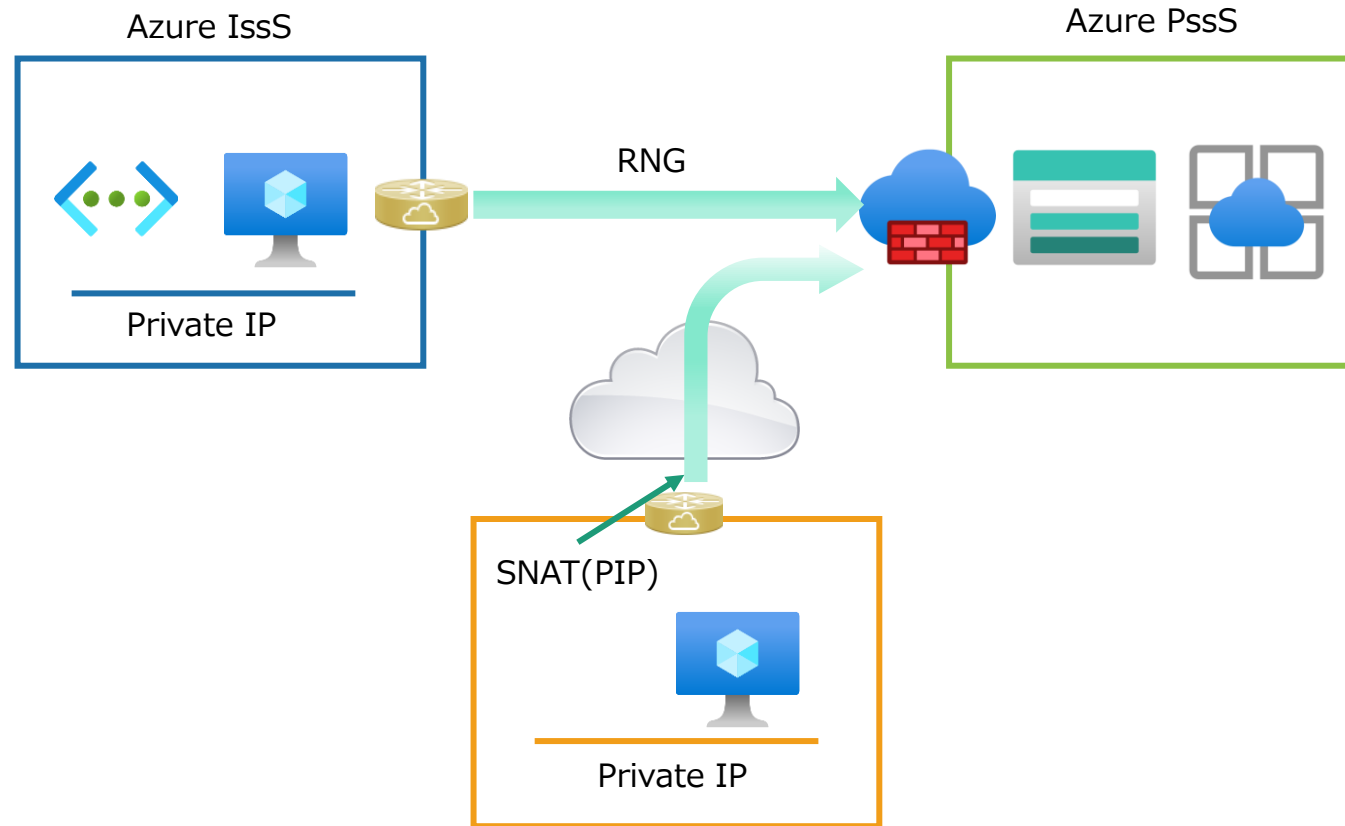 Azure IssS
Azure PssS
RNG
Private IP
SNAT(PIP)
Private IP